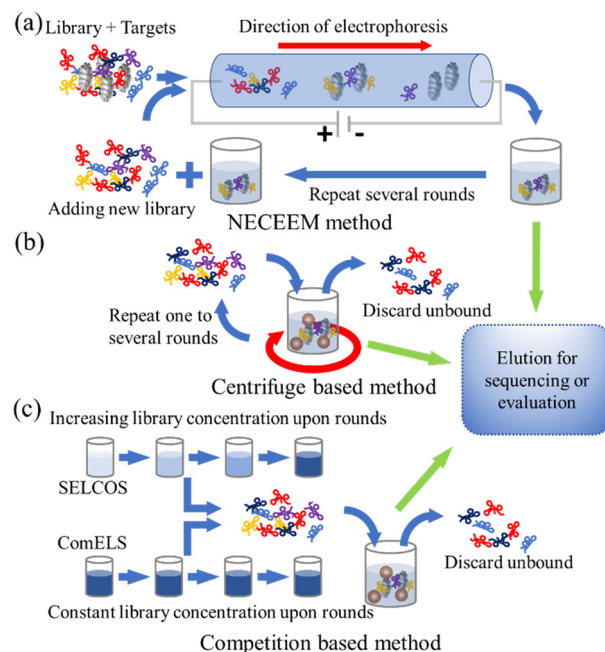 (a)
Library + Targets
Direction of electrophoresis
+ -
Adding new library
Repeat several rounds
NECEEM method
(b)
Repeat one to
several rounds
Discard unbound
Centrifuge based method
Elution for
sequencing or
evaluation
(c)
Increasing library concentration upon rounds
SELCOS
ComELS
Discard unbound
Constant library concentration upon rounds
Competition based method